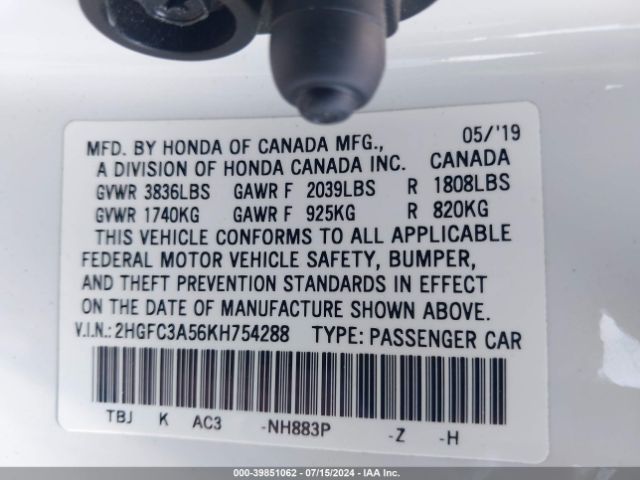 MFD. BY HONDA OF CANADA MFG., 05/'19
A DIVISION OF HONDA CANADA INC. CANADA
GVWR 3836LBS GAWR F 2039LBS R 1808LBS
GVWR 1740KG GAWR F 925KG R 820KG
THIS VEHICLE CONFORMS TO ALL APPLICABLE
FEDERAL MOTOR VEHICLE SAFETY, BUMPER,
AND THEFT PREVENTION STANDARDS IN EFFECT
ON THE DATE OF MANUFACTURE SHOWN ABOVE.
V.I.N.: 2HGFC3A56KH754288 TYPE: PASSENGER CAR
TBJ K AC3 -NH883P -Z -H
000-39851062 - 07/15/2024 - IAA Inc.